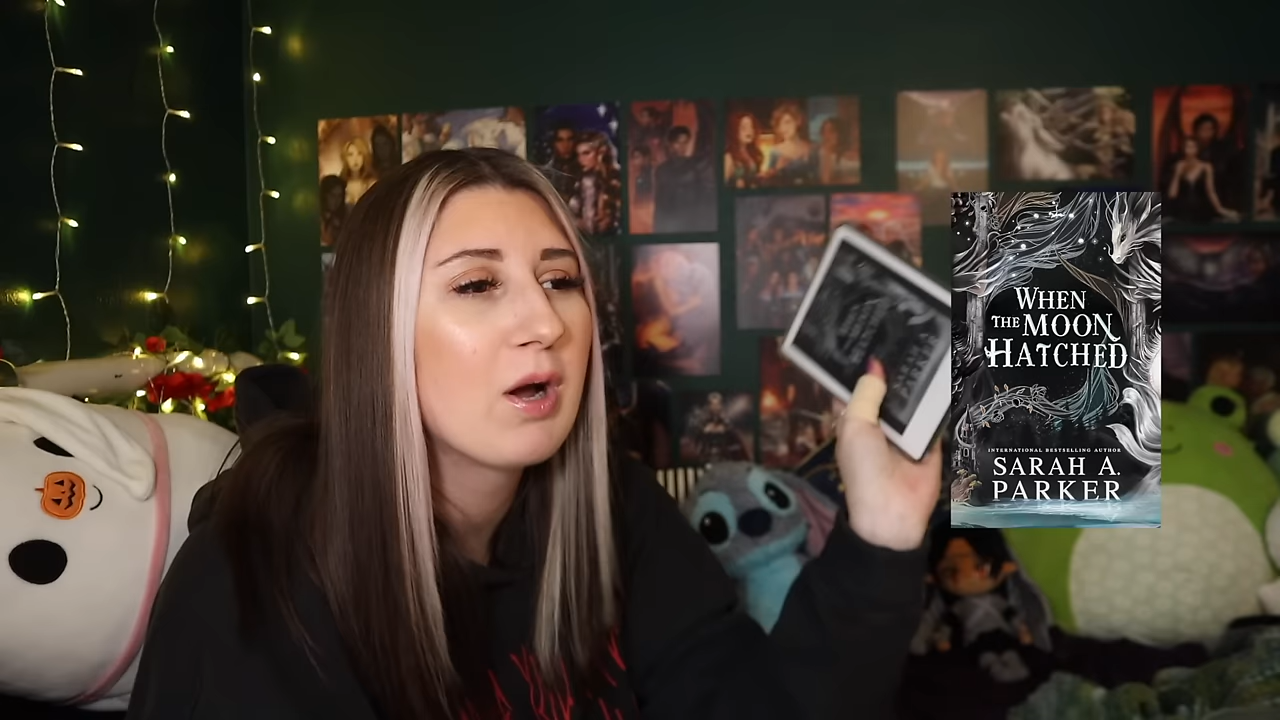 WHEN
THE MOON
HATCHED
INTERNATIONAL BESTSELLING AUTHOR
SARAH A.
PARKER